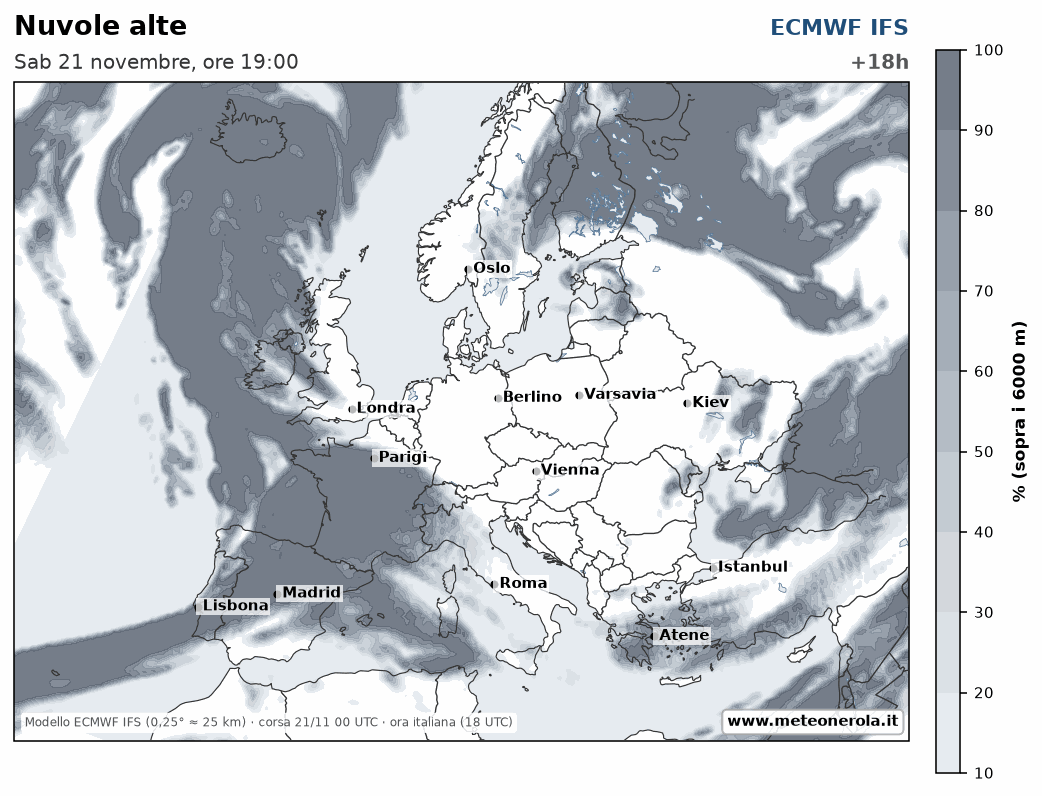 Nuvole alte
ECMWF IFS
Sab 21 novembre, ore 19:00
+18h
100
90
80
70
60
50
40
30
20
10
% (sopra i 6000 m)
Oslo
Londra
Berlino
Varsavia
Kiev
Parigi
Vienna
Istanbul
Roma
Madrid
Lisbona
Atene
Modello ECMWF IFS (0,25° ≈ 25 km) · corsa 21/11 00 UTC · ora italiana (18 UTC)
www.meteonerola.it